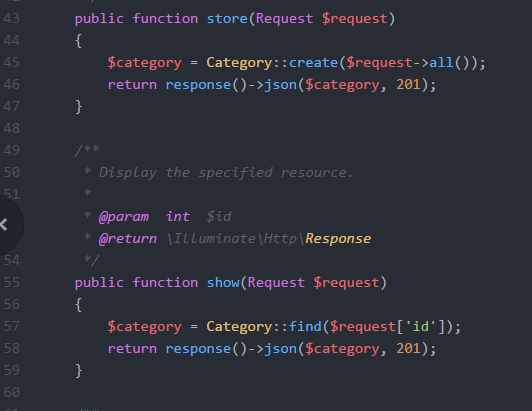 43 public function store(Request $request)
44 {
45 $category = Category::create($request->all());
46 return response()->json($category, 201);
47 }
48
49 /**
50 * Display the specified resource.
51 *
* @param int $id
* @return \Illuminate\Http\Response
54 */
55 public function show(Request $request)
56 {
57 $category = Category::find($request['id']);
58 return response()->json($category, 201);
59 }
60